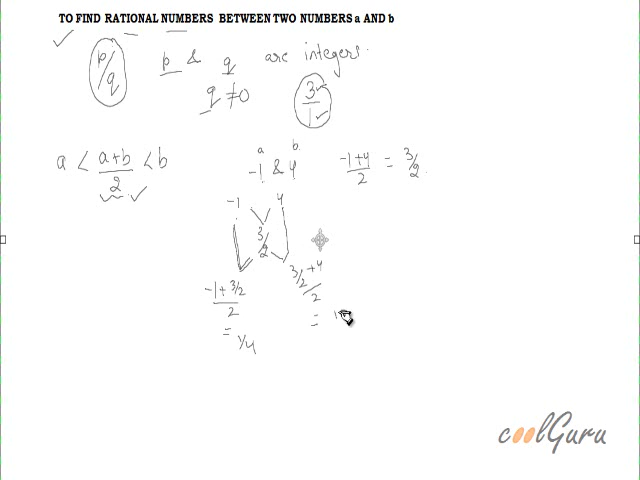 TO FIND RATIONAL NUMBERS BETWEEN TWO NUMBERS a AND b
p/q p & q are integers.
q ≠0 3/1
a b
a < a+b/2 < b -1 & 4 -1+4/2 = 3/2
-1 4
3/2
-1+3/2/2 3/2+4/2
= 1/4 =
coolGuru